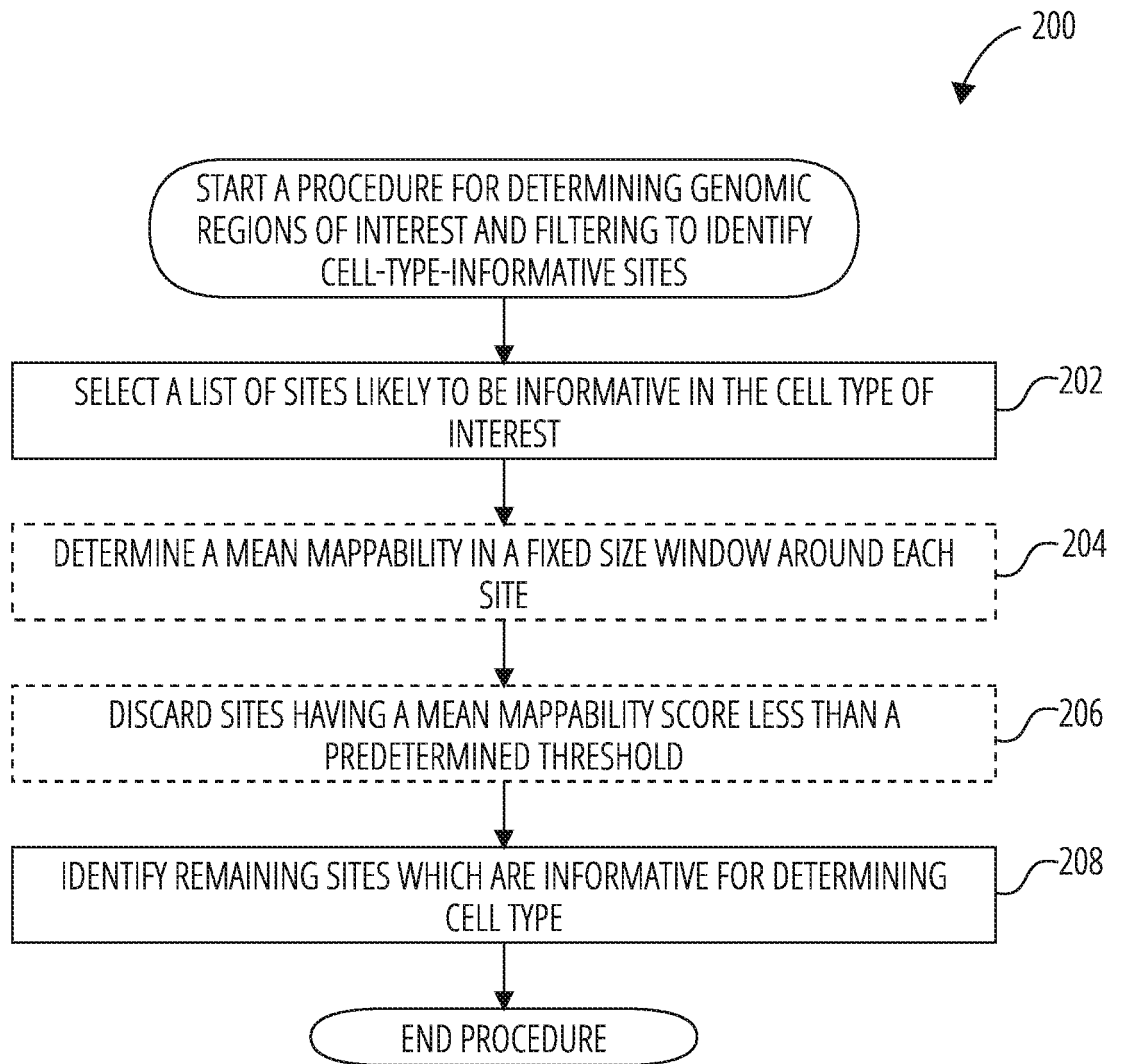 200
START A PROCEDURE FOR DETERMINING GENOMIC
REGIONS OF INTEREST AND FILTERING TO IDENTIFY
CELL-TYPE-INFORMATIVE SITES
SELECT A LIST OF SITES LIKELY TO BE INFORMATIVE IN THE CELL TYPE OF
INTEREST
202
DETERMINE A MEAN MAPPABILITY IN A FIXED SIZE WINDOW AROUND EACH
SITE
204
DISCARD SITES HAVING A MEAN MAPPABILITY SCORE LESS THAN A
PREDETERMINED THRESHOLD
206
IDENTIFY REMAINING SITES WHICH ARE INFORMATIVE FOR DETERMINING
CELL TYPE
208
END PROCEDURE